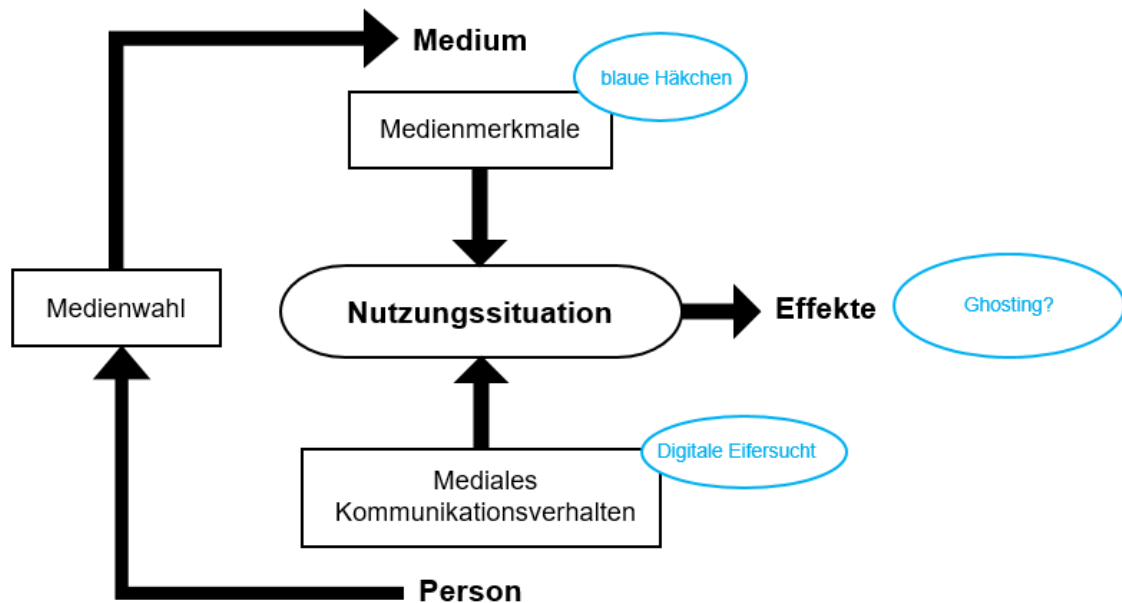 Medium
blaue Häkchen
Medienmerkmale
Medienwahl
Nutzungssituation
Effekte
Ghosting?
Digitale Eifersucht
Mediales
Kommunikationsverhalten
Person